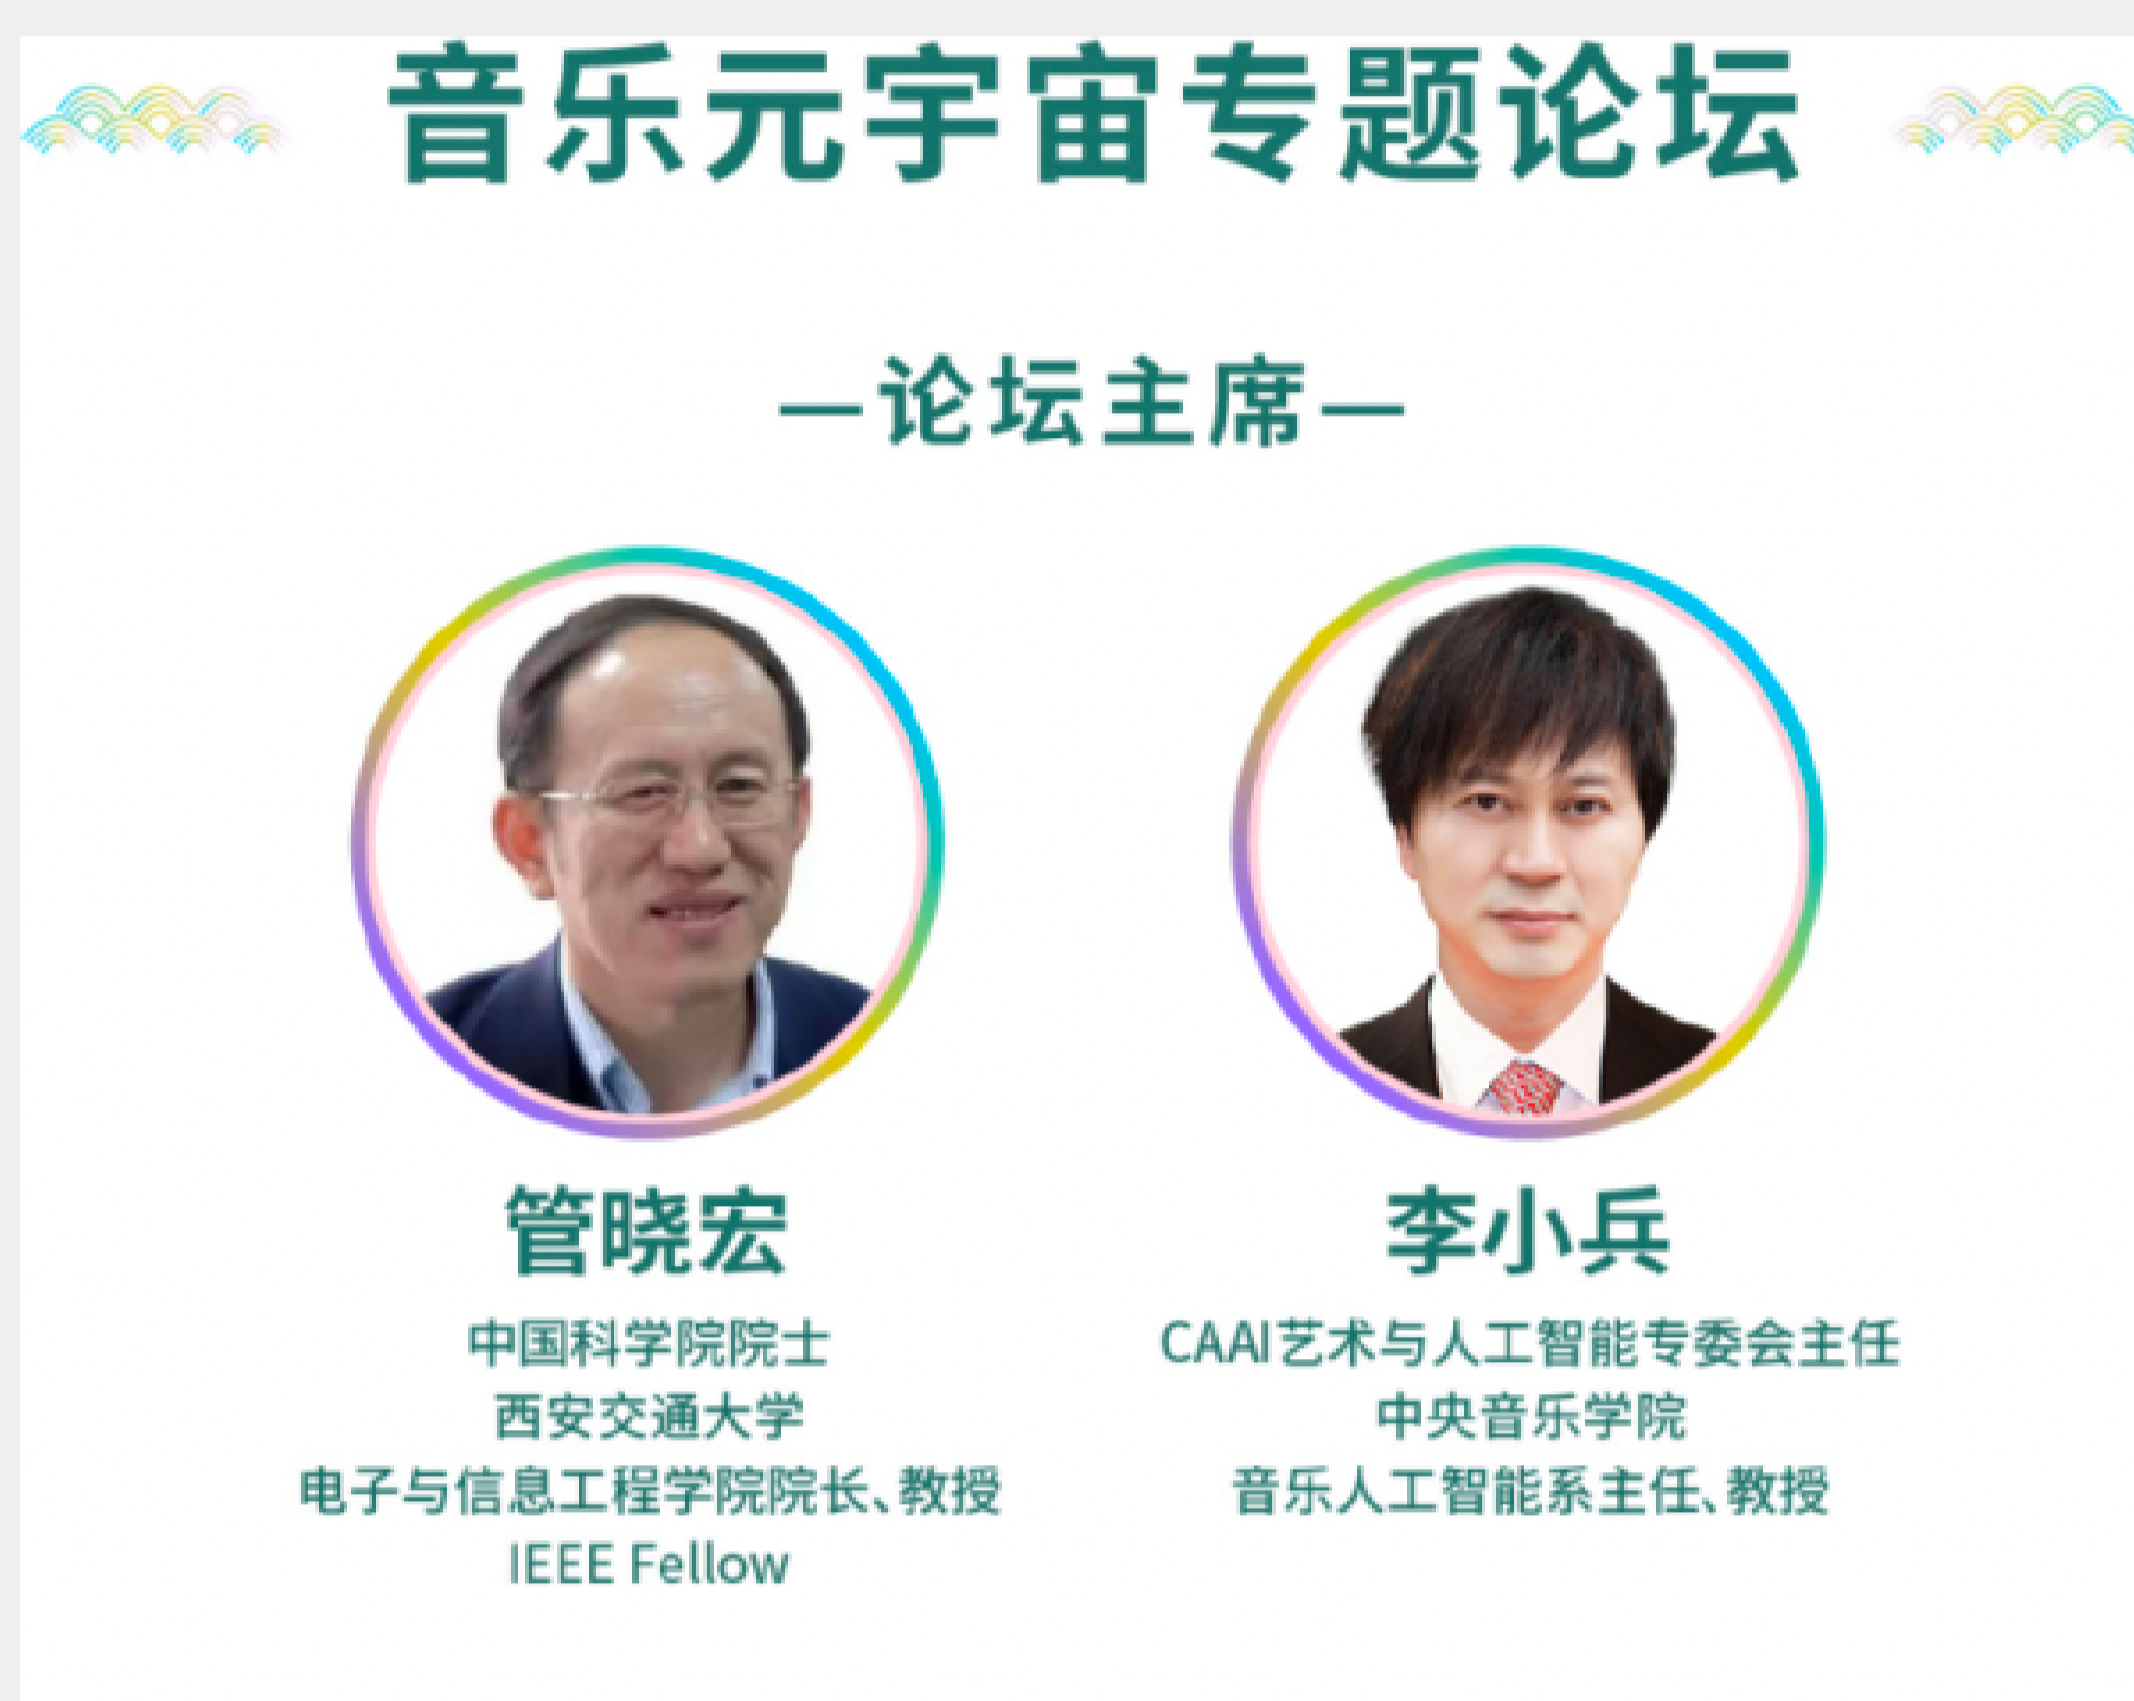 音乐元宇宙专题论坛
—论坛主席—
管晓宏
中国科学院院士
西安交通大学
电子与信息工程学院院长、教授
IEEE Fellow
李小兵
CAAI艺术与人工智能专委会主任
中央音乐学院
音乐人工智能系主任、教授